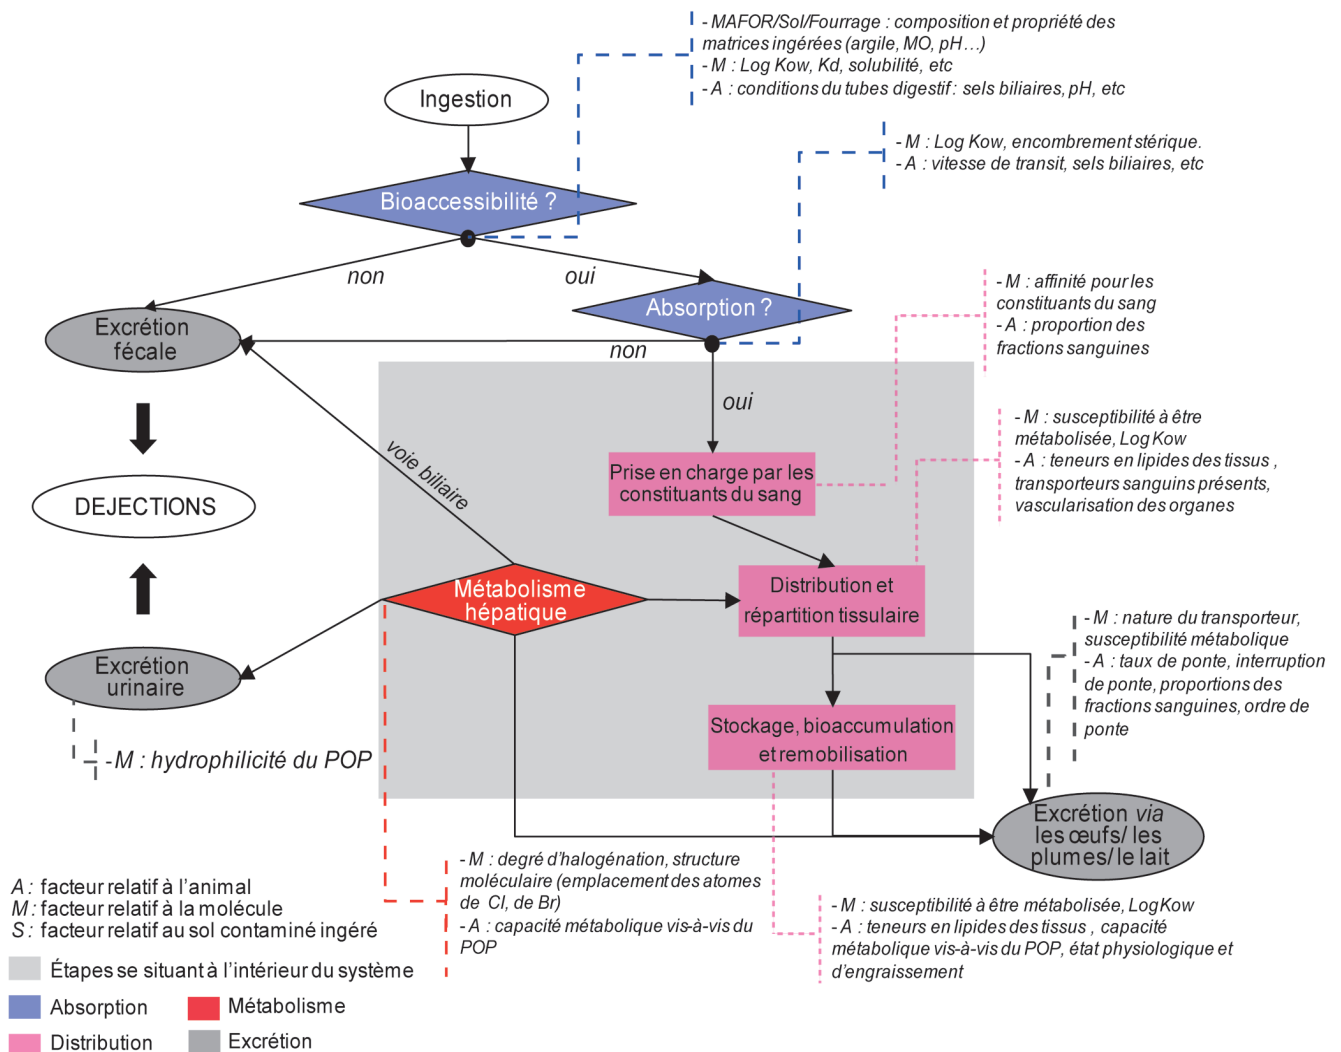 - MAFOR/Sol/Fourrage : composition et propriété des
matrices ingérées (argile, MO, pH…)
- M : Log Kow, Kd, solubilité, etc
- A : conditions du tubes digestif : sels biliaires, pH, etc
Ingestion
- M : Log Kow, encombrement stérique.
- A : vitesse de transit, sels biliaires, etc
Bioaccessibilité ?
non
oui
Absorption ?
- M : affinité pour les
constituants du sang
- A : proportion des
fractions sanguines
Excrétion
fécale
non
oui
- M : susceptibilité à être
métabolisée, Log Kow
- A : teneurs en lipides des tissus ,
transporteurs sanguins présents,
vascularisation des organes
voie biliaire
Prise en charge par les
constituants du sang
DEJECTIONS
Métabolisme
hépatique
Distribution et
répartition tissulaire
- M : nature du transporteur,
susceptibilité métabolique
- A : taux de ponte, interruption
de ponte, proportions des
fractions sanguines, ordre de
ponte
Excrétion
urinaire
- M : hydrophilicité du POP
Stockage, bioaccumulation
et remobilisation
Excrétion via
les œufs/ les
plumes/ le lait
- M : degré d'halogénation, structure
moléculaire (emplacement des atomes
de Cl, de Br)
- A : capacité métabolique vis-à-vis du
POP
- M : susceptibilité à être métabolisée, LogKow
- A : teneurs en lipides des tissus , capacité
métabolique vis-à-vis du POP, état physiologique et
d'engraissement
A : facteur relatif à l'animal
M : facteur relatif à la molécule
S : facteur relatif au sol contaminé ingéré
Étapes se situant à l'intérieur du système
Absorption
Métabolisme
Distribution
Excrétion